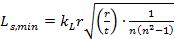 L_{s,min} = k_L r √((r/t) · 1/(n(n²−1)))